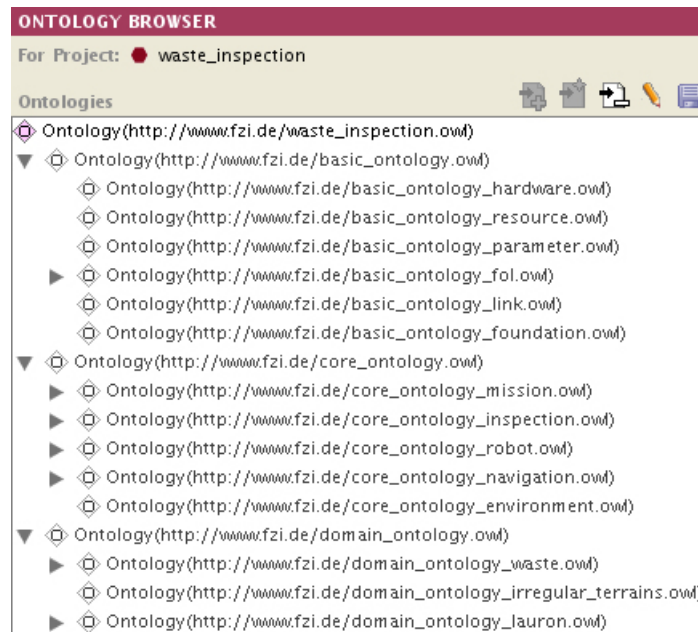 ONTOLOGY BROWSER
For Project: waste_inspection
Ontologies
Ontology(http://www.fzi.de/waste_inspection.owl)
Ontology(http://www.fzi.de/basic_ontology.owl)
Ontology(http://www.fzi.de/basic_ontology_hardware.owl)
Ontology(http://www.fzi.de/basic_ontology_resource.owl)
Ontology(http://www.fzi.de/basic_ontology_parameter.owl)
Ontology(http://www.fzi.de/basic_ontology_fol.owl)
Ontology(http://www.fzi.de/basic_ontology_link.owl)
Ontology(http://www.fzi.de/basic_ontology_foundation.owl)
Ontology(http://www.fzi.de/core_ontology.owl)
Ontology(http://www.fzi.de/core_ontology_mission.owl)
Ontology(http://www.fzi.de/core_ontology_inspection.owl)
Ontology(http://www.fzi.de/core_ontology_robot.owl)
Ontology(http://www.fzi.de/core_ontology_navigation.owl)
Ontology(http://www.fzi.de/core_ontology_environment.owl)
Ontology(http://www.fzi.de/domain_ontology.owl)
Ontology(http://www.fzi.de/domain_ontology_waste.owl)
Ontology(http://www.fzi.de/domain_ontology_irregular_terrains.owl)
Ontology(http://www.fzi.de/domain_ontology_lauron.owl)